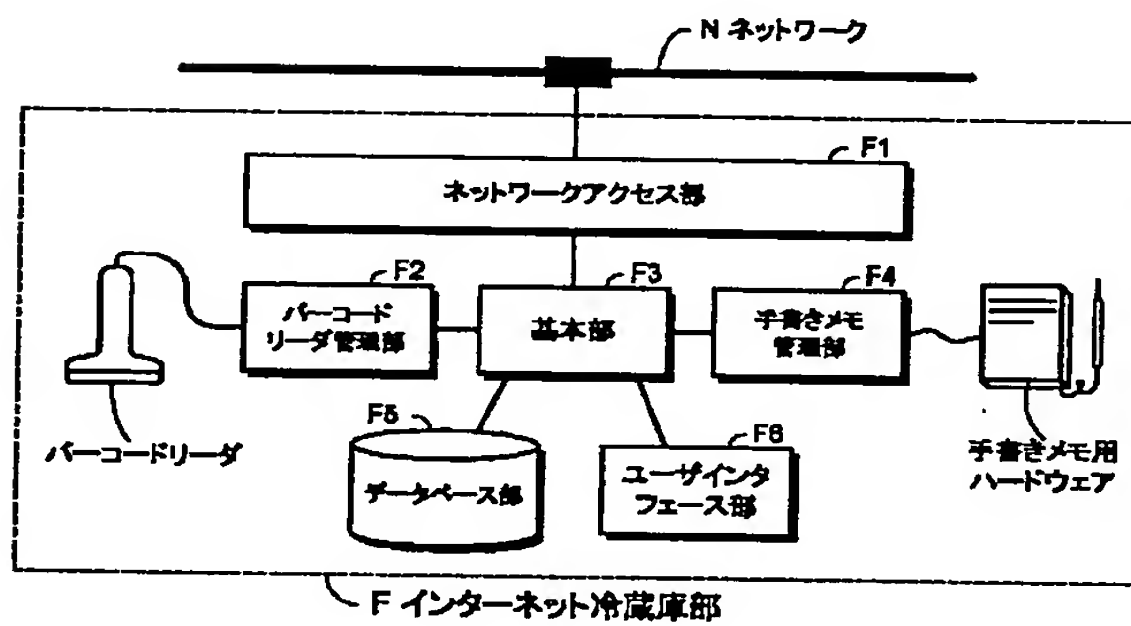 N ネットワーク
F1
ネットワークアクセス部
F2
バーコード
リーダ管理部
F3
基本部
F4
手書きメモ
管理部
バーコードリーダ
F5
データベース部
F6
ユーザインタ
フェース部
手書きメモ用
ハードウェア
F インターネット冷蔵庫部